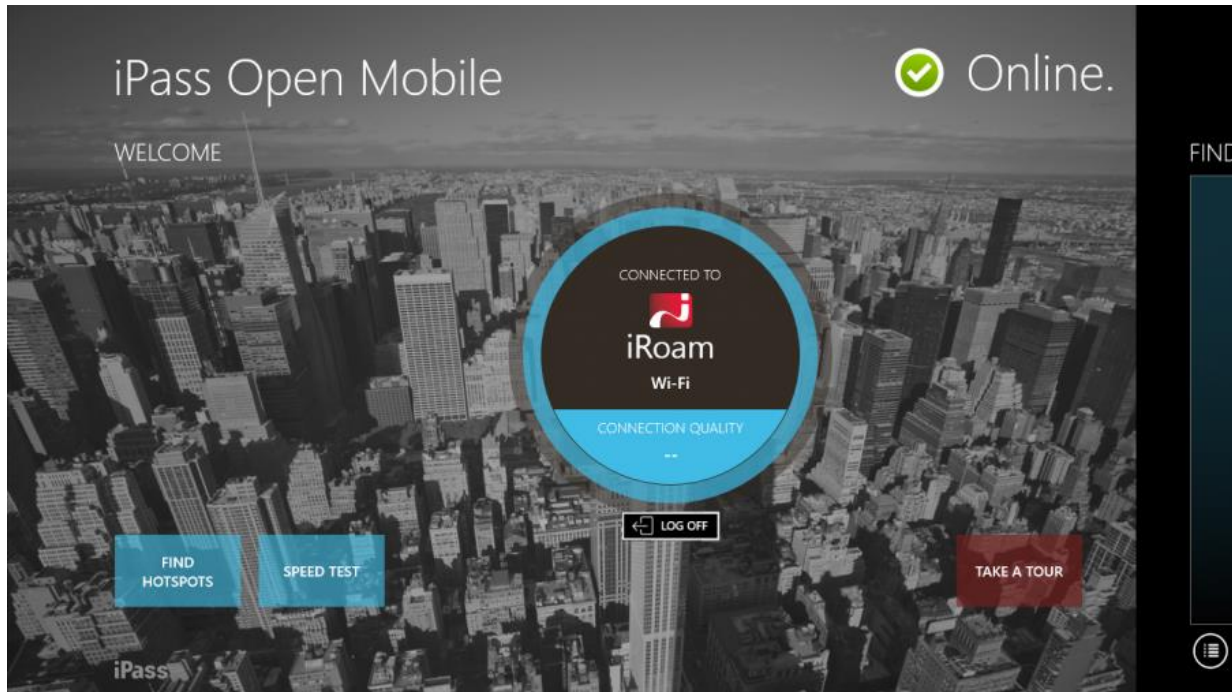 iPass Open Mobile
Online.
WELCOME
FIND
CONNECTED TO
iRoam
Wi-Fi
CONNECTION QUALITY
--
LOG OFF
FIND
HOTSPOTS
SPEED TEST
TAKE A TOUR
iPass